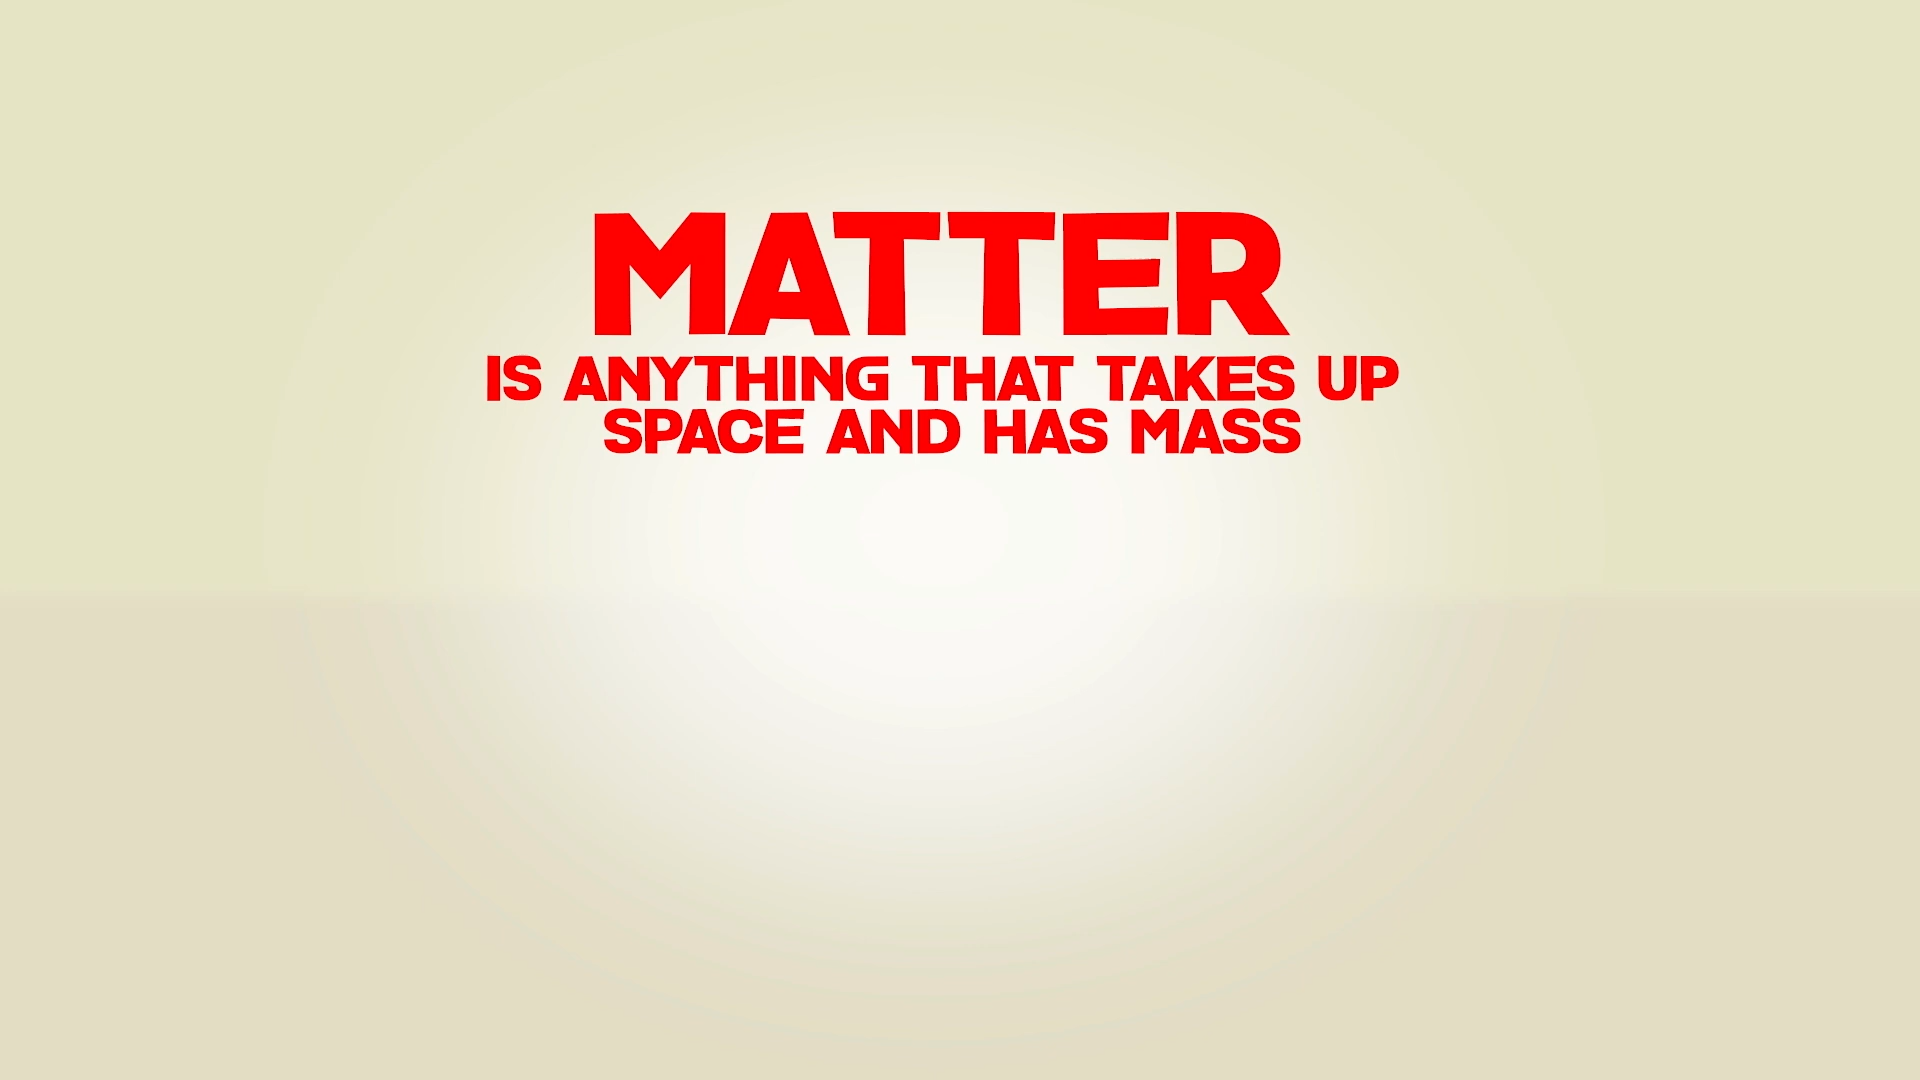 MATTER
IS ANYTHING THAT TAKES UP
SPACE AND HAS MASS